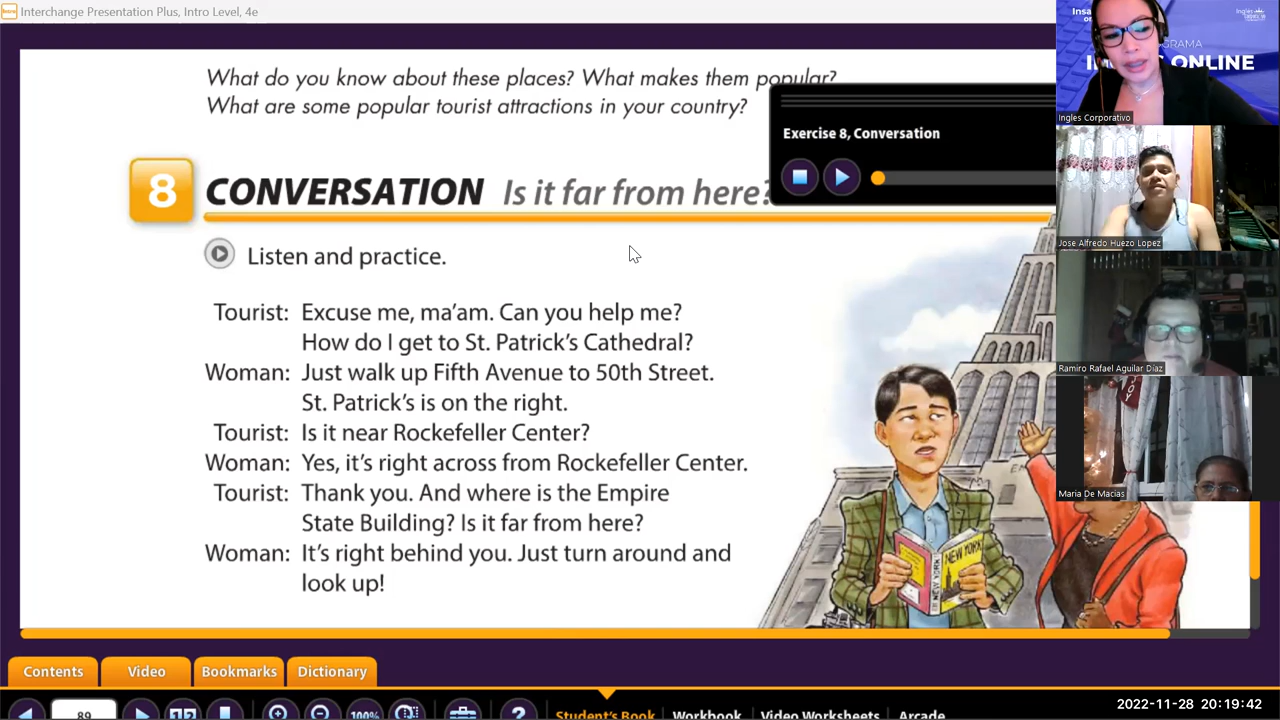 Interchange Presentation Plus, Intro Level, 4e
What do you know about these places? What makes them popular?
What are some popular tourist attractions in your country?
Exercise 8, Conversation
8 CONVERSATION Is it far from here?
Listen and practice.
Tourist: Excuse me, ma'am. Can you help me?
How do I get to St. Patrick's Cathedral?
Woman: Just walk up Fifth Avenue to 50th Street.
St. Patrick's is on the right.
Tourist: Is it near Rockefeller Center?
Woman: Yes, it's right across from Rockefeller Center.
Tourist: Thank you. And where is the Empire
State Building? Is it far from here?
Woman: It's right behind you. Just turn around and
look up!
NEW YORK
NEW YORK
Ingles Corporativo
Jose Alfredo Huezo Lopez
Ramiro Rafael Aguilar Díaz
JOY
Maria De Macias
Contents
Video
Bookmarks
Dictionary
89
100%
?
Student's Book
Workbook
Video Worksheets
Arcade
2022-11-28 20:19:42